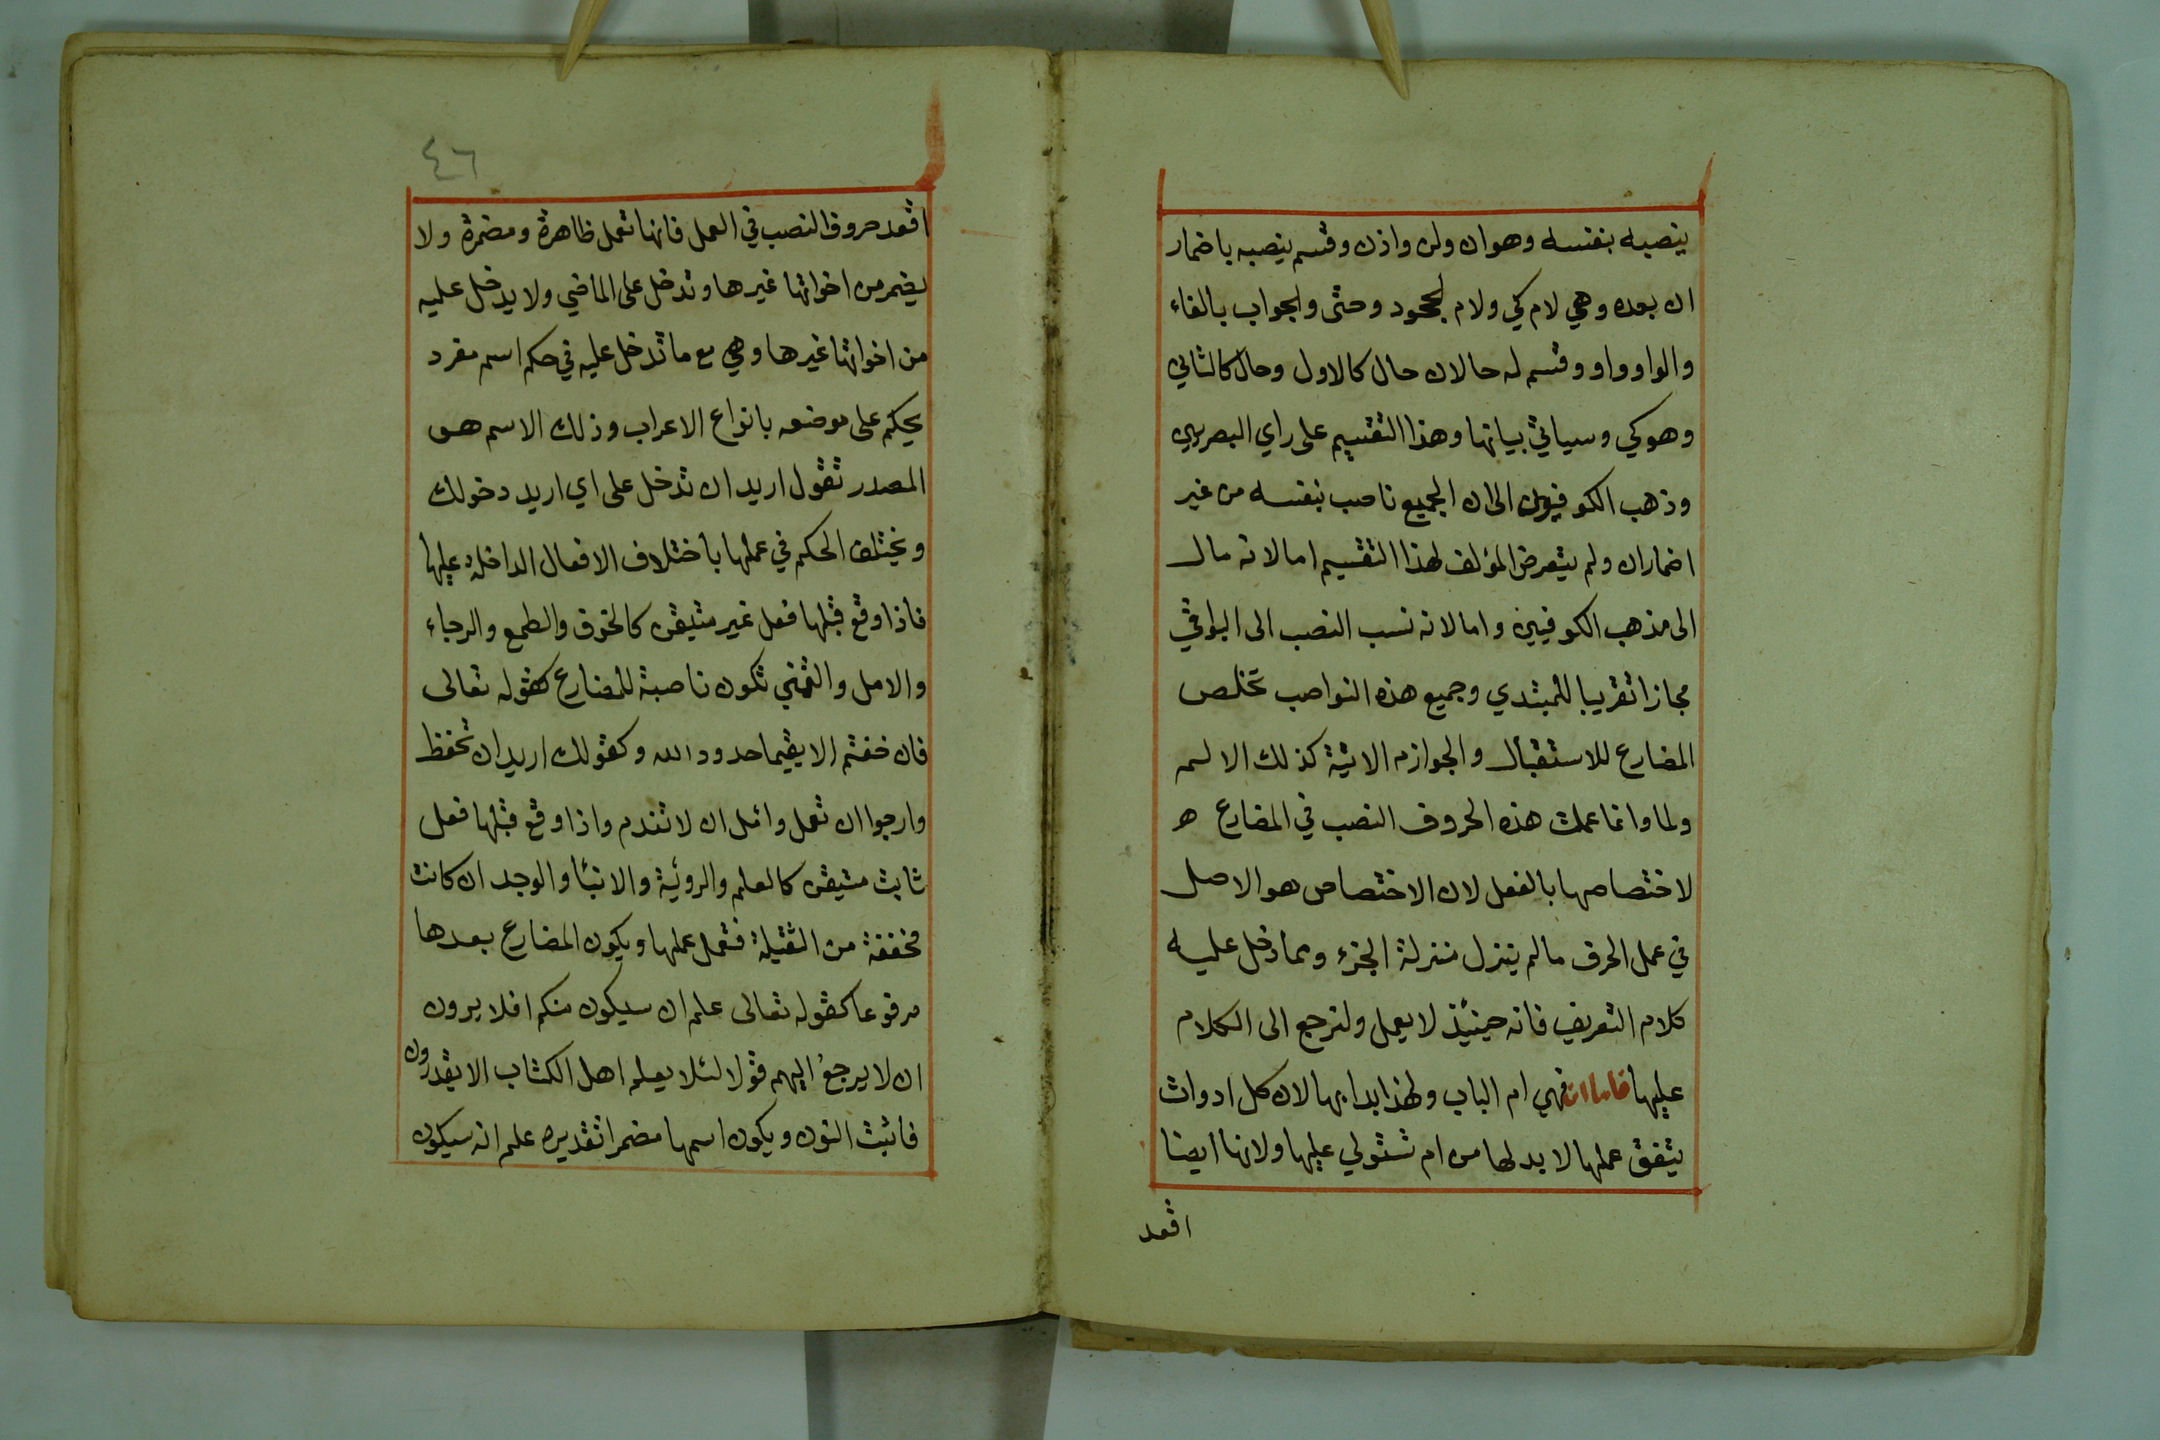 ينصبه بنفسه وهو ان ولن واذن وقسم ينصبه باضمار
ان بعده وهي لام كي ولام الجحود وحتى والجواب بالفاء
والواو واو وقسم له حالان حال كالاول وحال كالثاني
وهو كي وسياتي بيانها وهذا التقسيم على راي البصريين
وذهب الكوفيون الى ان الجميع ناصب بنفسه من غير
اضمار ان ولم يتعرض المؤلف لهذا التقسيم اما لانه مال
الى مذهب الكوفيين واما لانه نسب النصب الى البواقي
مجازا تقريبا للمبتدي وجميع هذه النواصب تخلص
المضارع للاستقبال والجوازم الاتية كذلك الا لم
ولما وانما عملت هذه الحروف النصب في المضارع ه
لاختصاصها بالفعل لان الاختصاص هو الاصل
في عمل الحرف ما لم ينزل منزلة الجزء مما دخل عليه
كلام التعريف فانه حينئذ لا يعمل ولنرجع الى الكلام
عليها فاما ان فهي ام الباب ولهذا بدا بها لان كل ادوات
يتفق عملها لا بد لها من ام تستولي عليها ولانها ايضا
اقعد
٤٦
اقعد حروف النصب في العمل فانها تعمل ظاهرة ومضمرة ولا
يضمر من اخواتها غيرها وتدخل على الماضي ولا يدخل عليه
من اخواتها غيرها وهي مع ما تدخل عليه في حكم اسم مفرد
يحكم على موضعه بانواع الاعراب وذلك الاسم هو
المصدر تقول اريد ان تدخل على اي اريد دخولك
ويختلف الحكم في عملها باختلاف الافعال الداخلة عليها
فاذا وقع قبلها فعل غير متيقن كالخوف والطمع والرجاء
والامل والتمني تكون ناصبة للمضارع كقوله تعالى
فان خفتم الا يقيما حدود الله وكقولك اريد ان تحفظ
وارجوا ان تعمل وائمل ان لا تندم واذا وقع قبلها فعل
ثابت متيقن كالعلم والروئية والانبأ والوجد ان كانت
مخففة من الثقيلة فتعمل عملها ويكون المضارع بعدها
مرفوعا كقوله تعالى علم ان سيكون منكم افلا يرون
ان لا يرجعُ اليهم قولا لئلا يعلم اهل الكتاب الا يقدرون
فاثبت النون ويكون اسمها مضمرا تقديره علم انه سيكون